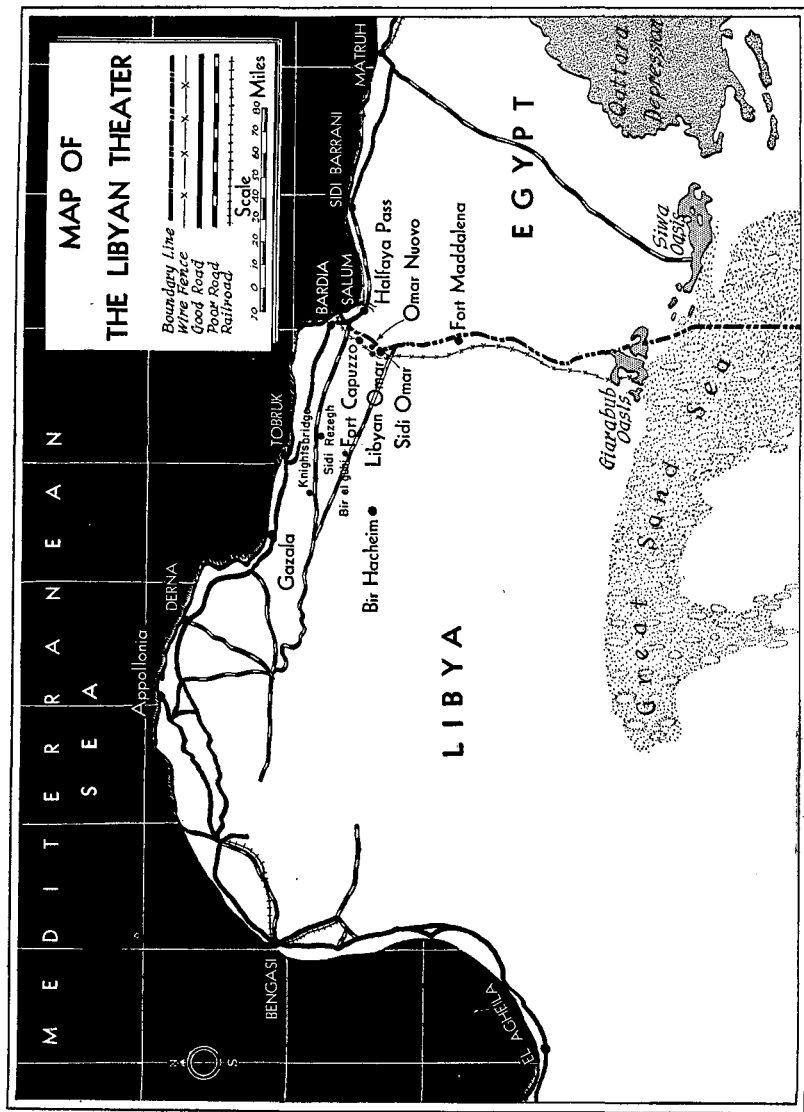 MAP OF
THE LIBYAN THEATER
Boundary Line
Wire Fence
Good Road
Poor Road
Railroad
Scale
10 0 10 20 30 40 50 60 70 80 Miles
MEDITERRANEAN
SEA
N
S
Appollonia
DERNA
BENGASI
EL AGHEILA
Gazala
TOBRUK
Knightsbridge
Sidi Rezegh
Bir el gubi
Bir Hacheim
BARDIA
SALUM
SIDI BARRANI
MATRUH
Halfaya Pass
Fort Capuzzo
Omar Nuovo
Libyan Omar
Sidi Omar
Fort Maddalena
LIBYA
EGYPT
Qattara
Depression
Siwa
Oasis
Giarabub
Oasis
Great Sand Sea